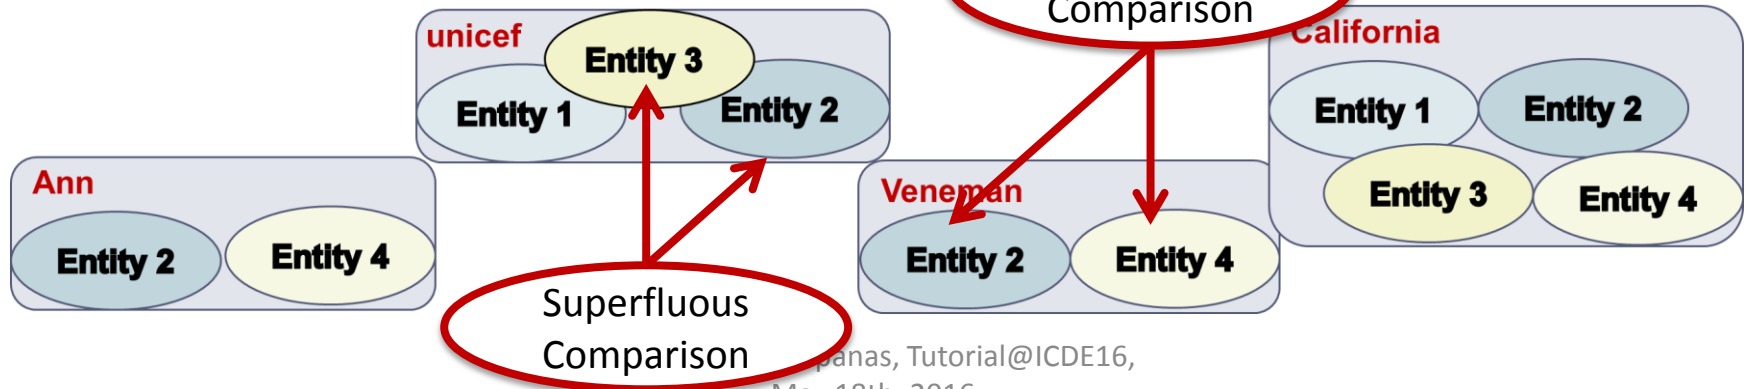 Comparison
unicef
Entity 3
Entity 1
Entity 2
California
Entity 1
Entity 2
Entity 3
Entity 4
Ann
Entity 2
Entity 4
Veneman
Entity 2
Entity 4
Superfluous
Comparison
Tutorial@ICDE16,